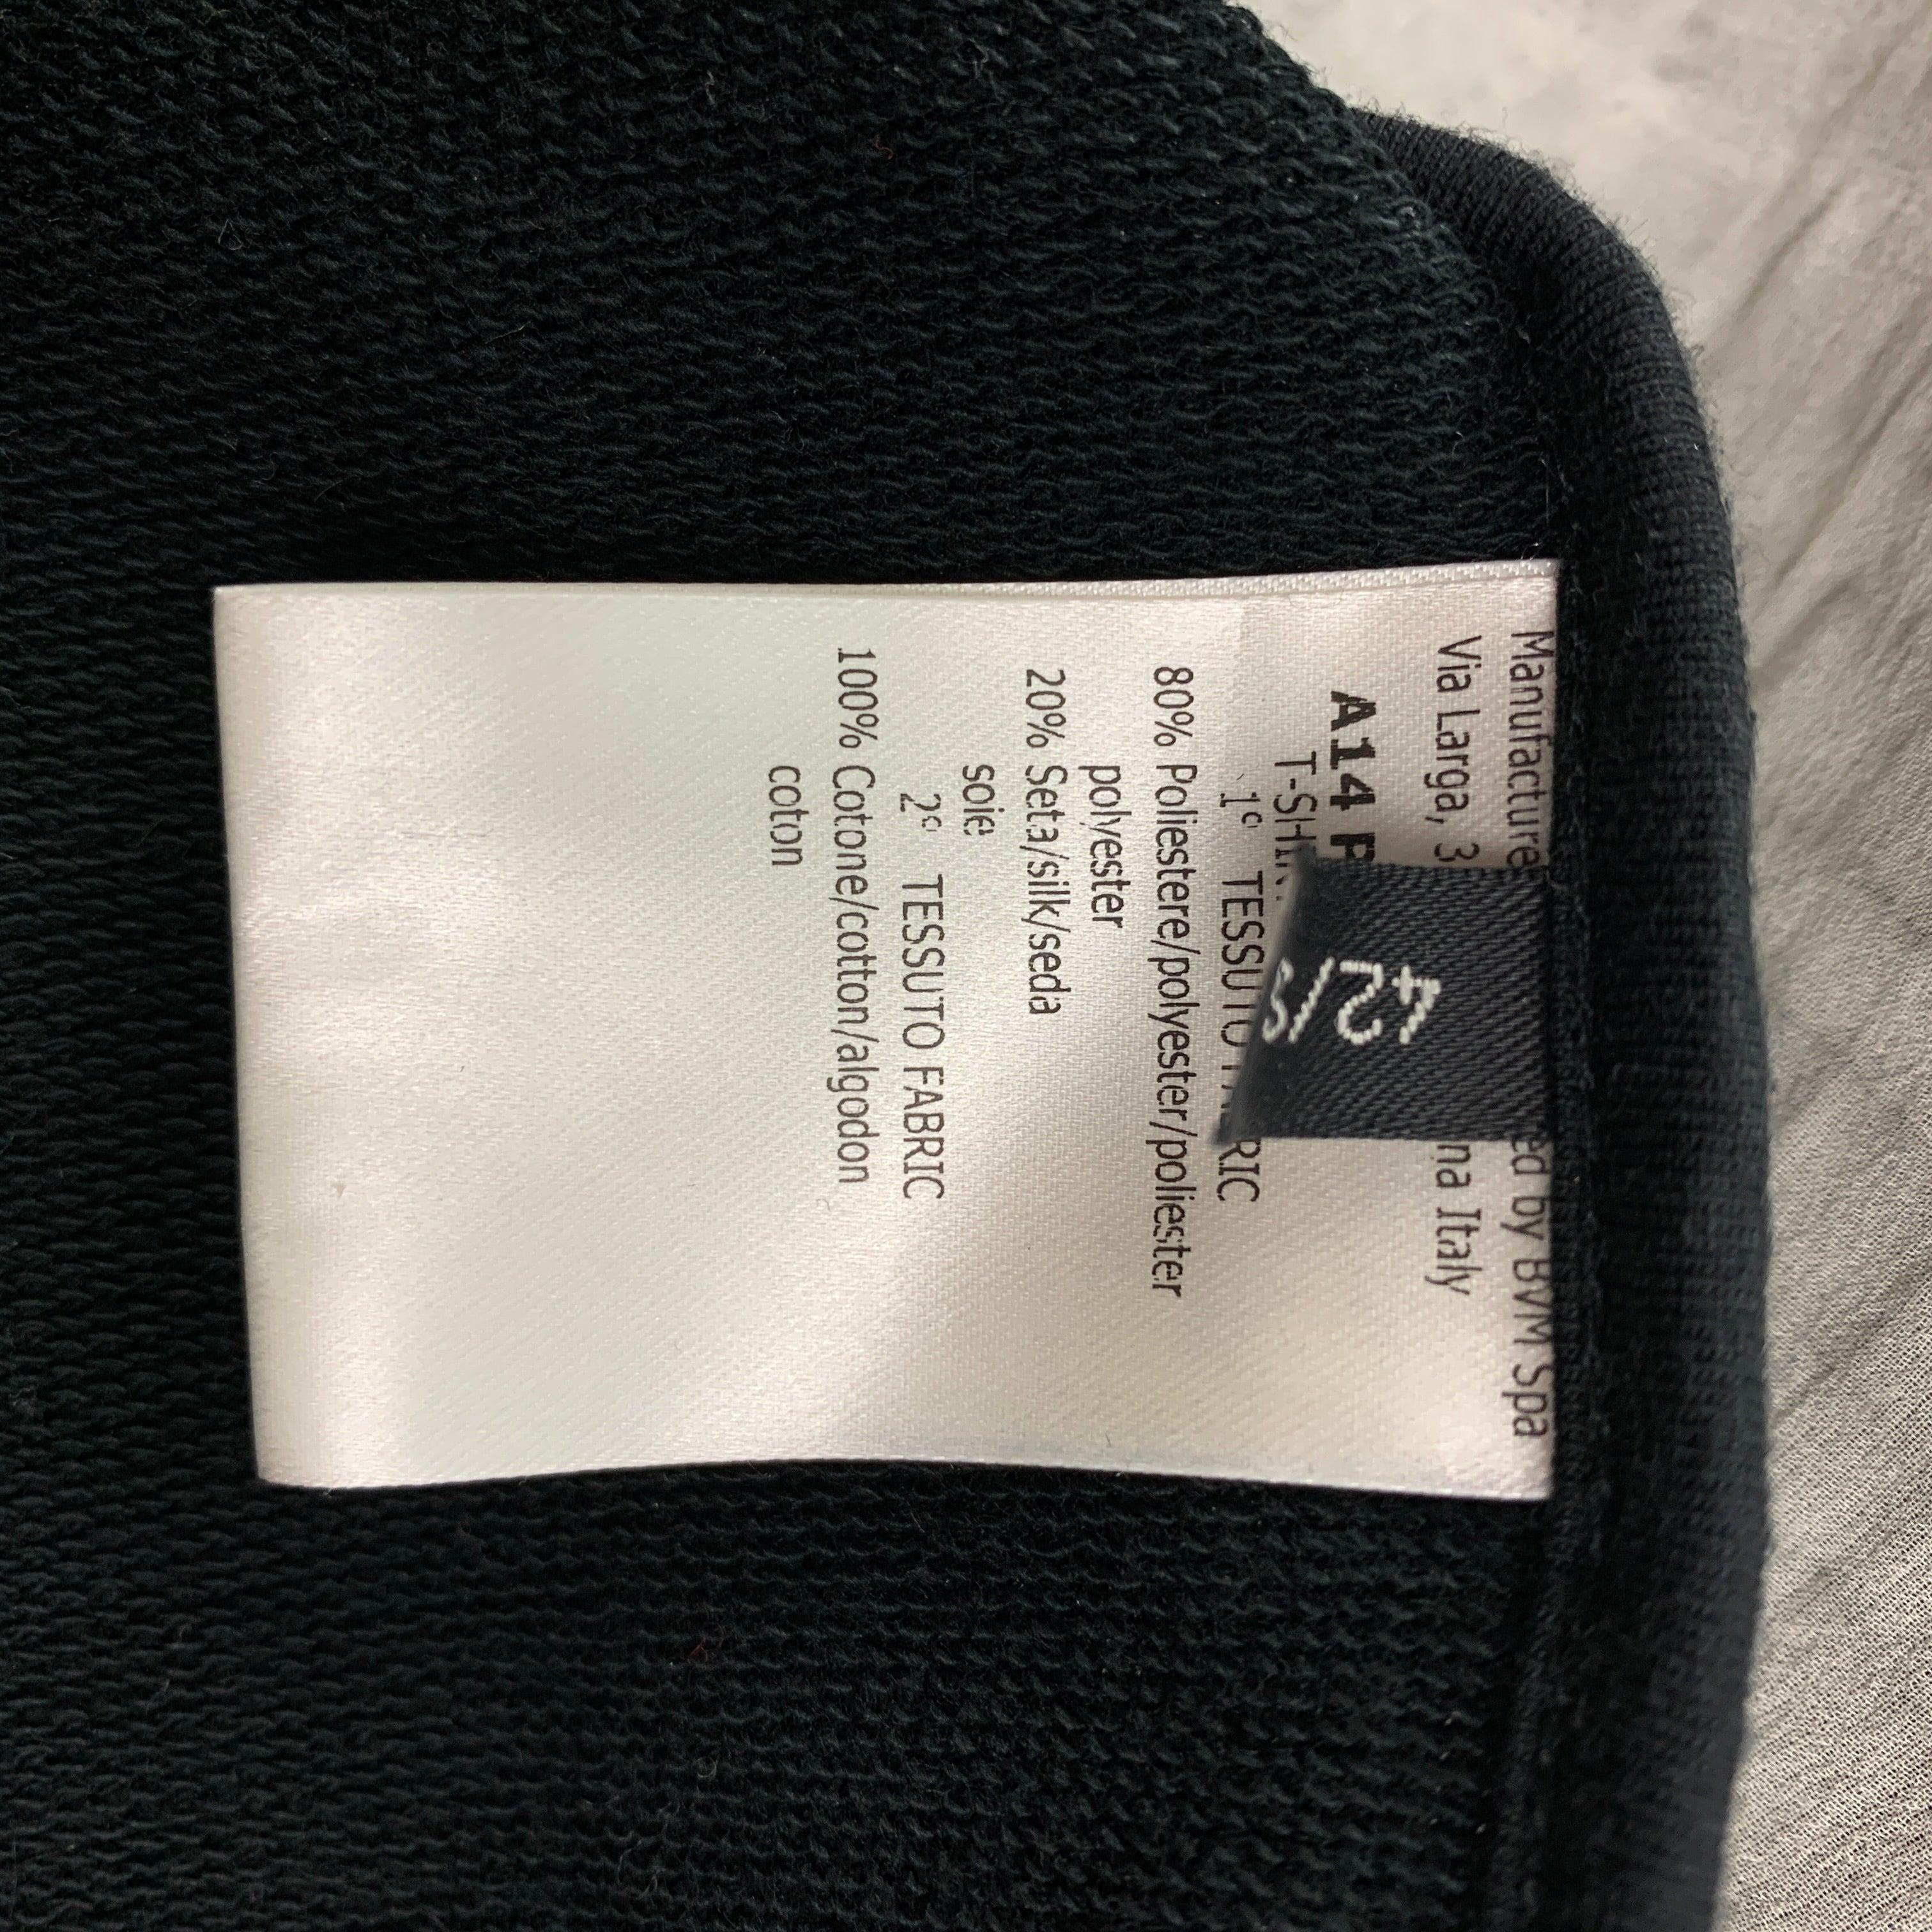 Manufacture ed by BVM Spa
Via Larga, 3 na Italy
A14
1° TESSUTO RIC
80% Poliestere/polyester/poliester
polyester
20% Seta/silk/seda
soie
2° TESSUTO FABRIC
100% Cotone/cotton/algodon
coton
42/S